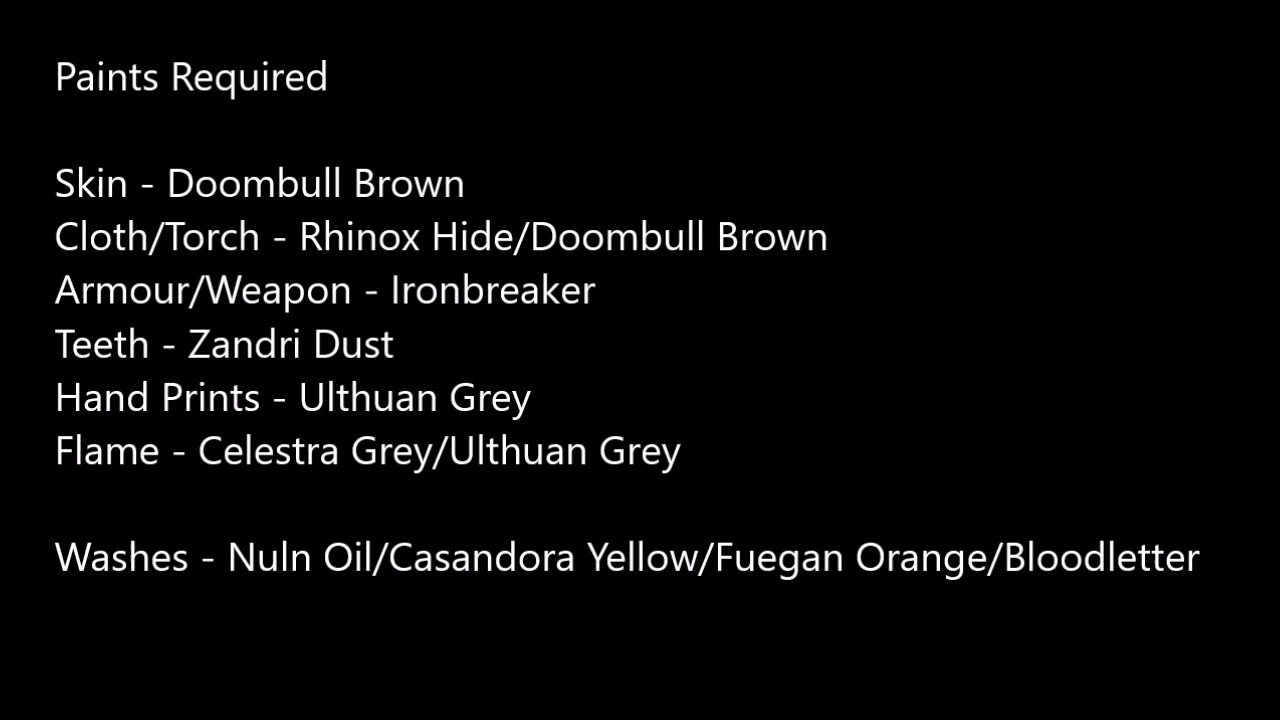 Paints Required
Skin - Doombull Brown
Cloth/Torch - Rhinox Hide/Doombull Brown
Armour/Weapon - Ironbreaker
Teeth - Zandri Dust
Hand Prints - Ulthuan Grey
Flame - Celestra Grey/Ulthuan Grey
Washes - Nuln Oil/Casandora Yellow/Fuegan Orange/Bloodletter